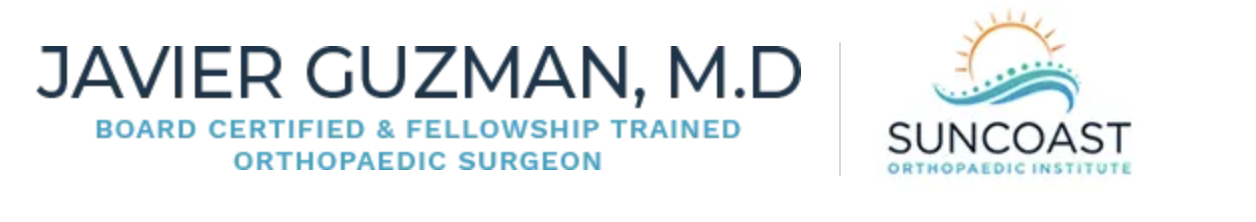 JAVIER GUZMAN, M.D
BOARD CERTIFIED & FELLOWSHIP TRAINED
ORTHOPAEDIC SURGEON
SUNCOAST
ORTHOPAEDIC INSTITUTE